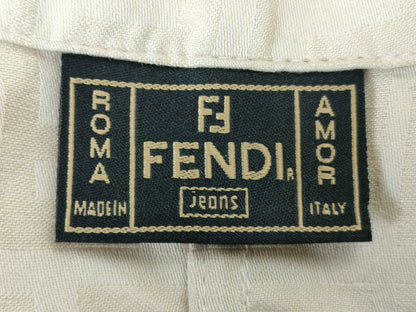 ROMA
MADE IN
FF
FENDI R
jeans
AMOR
ITALY